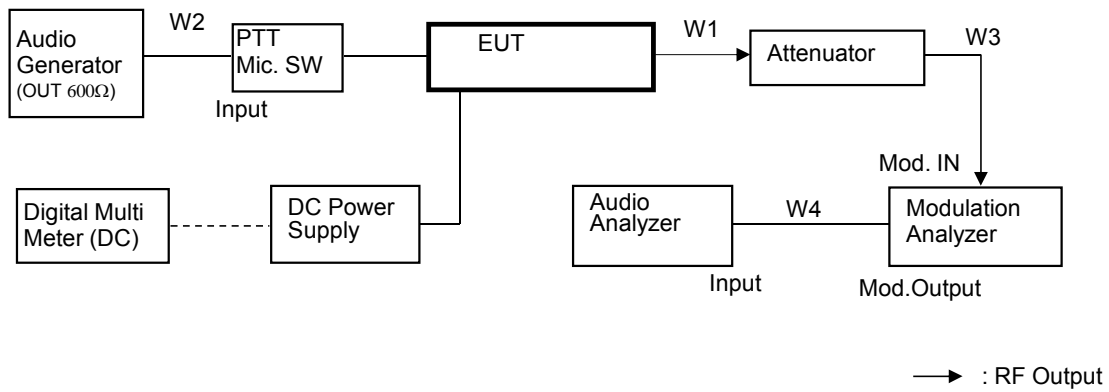 Audio
Generator
(OUT 600Ω)
W2
PTT
Mic. SW
Input
EUT
W1
Attenuator
W3
Digital Multi
Meter (DC)
DC Power
Supply
Audio
Analyzer
Input
W4
Mod. IN
Modulation
Analyzer
Mod.Output
: RF Output